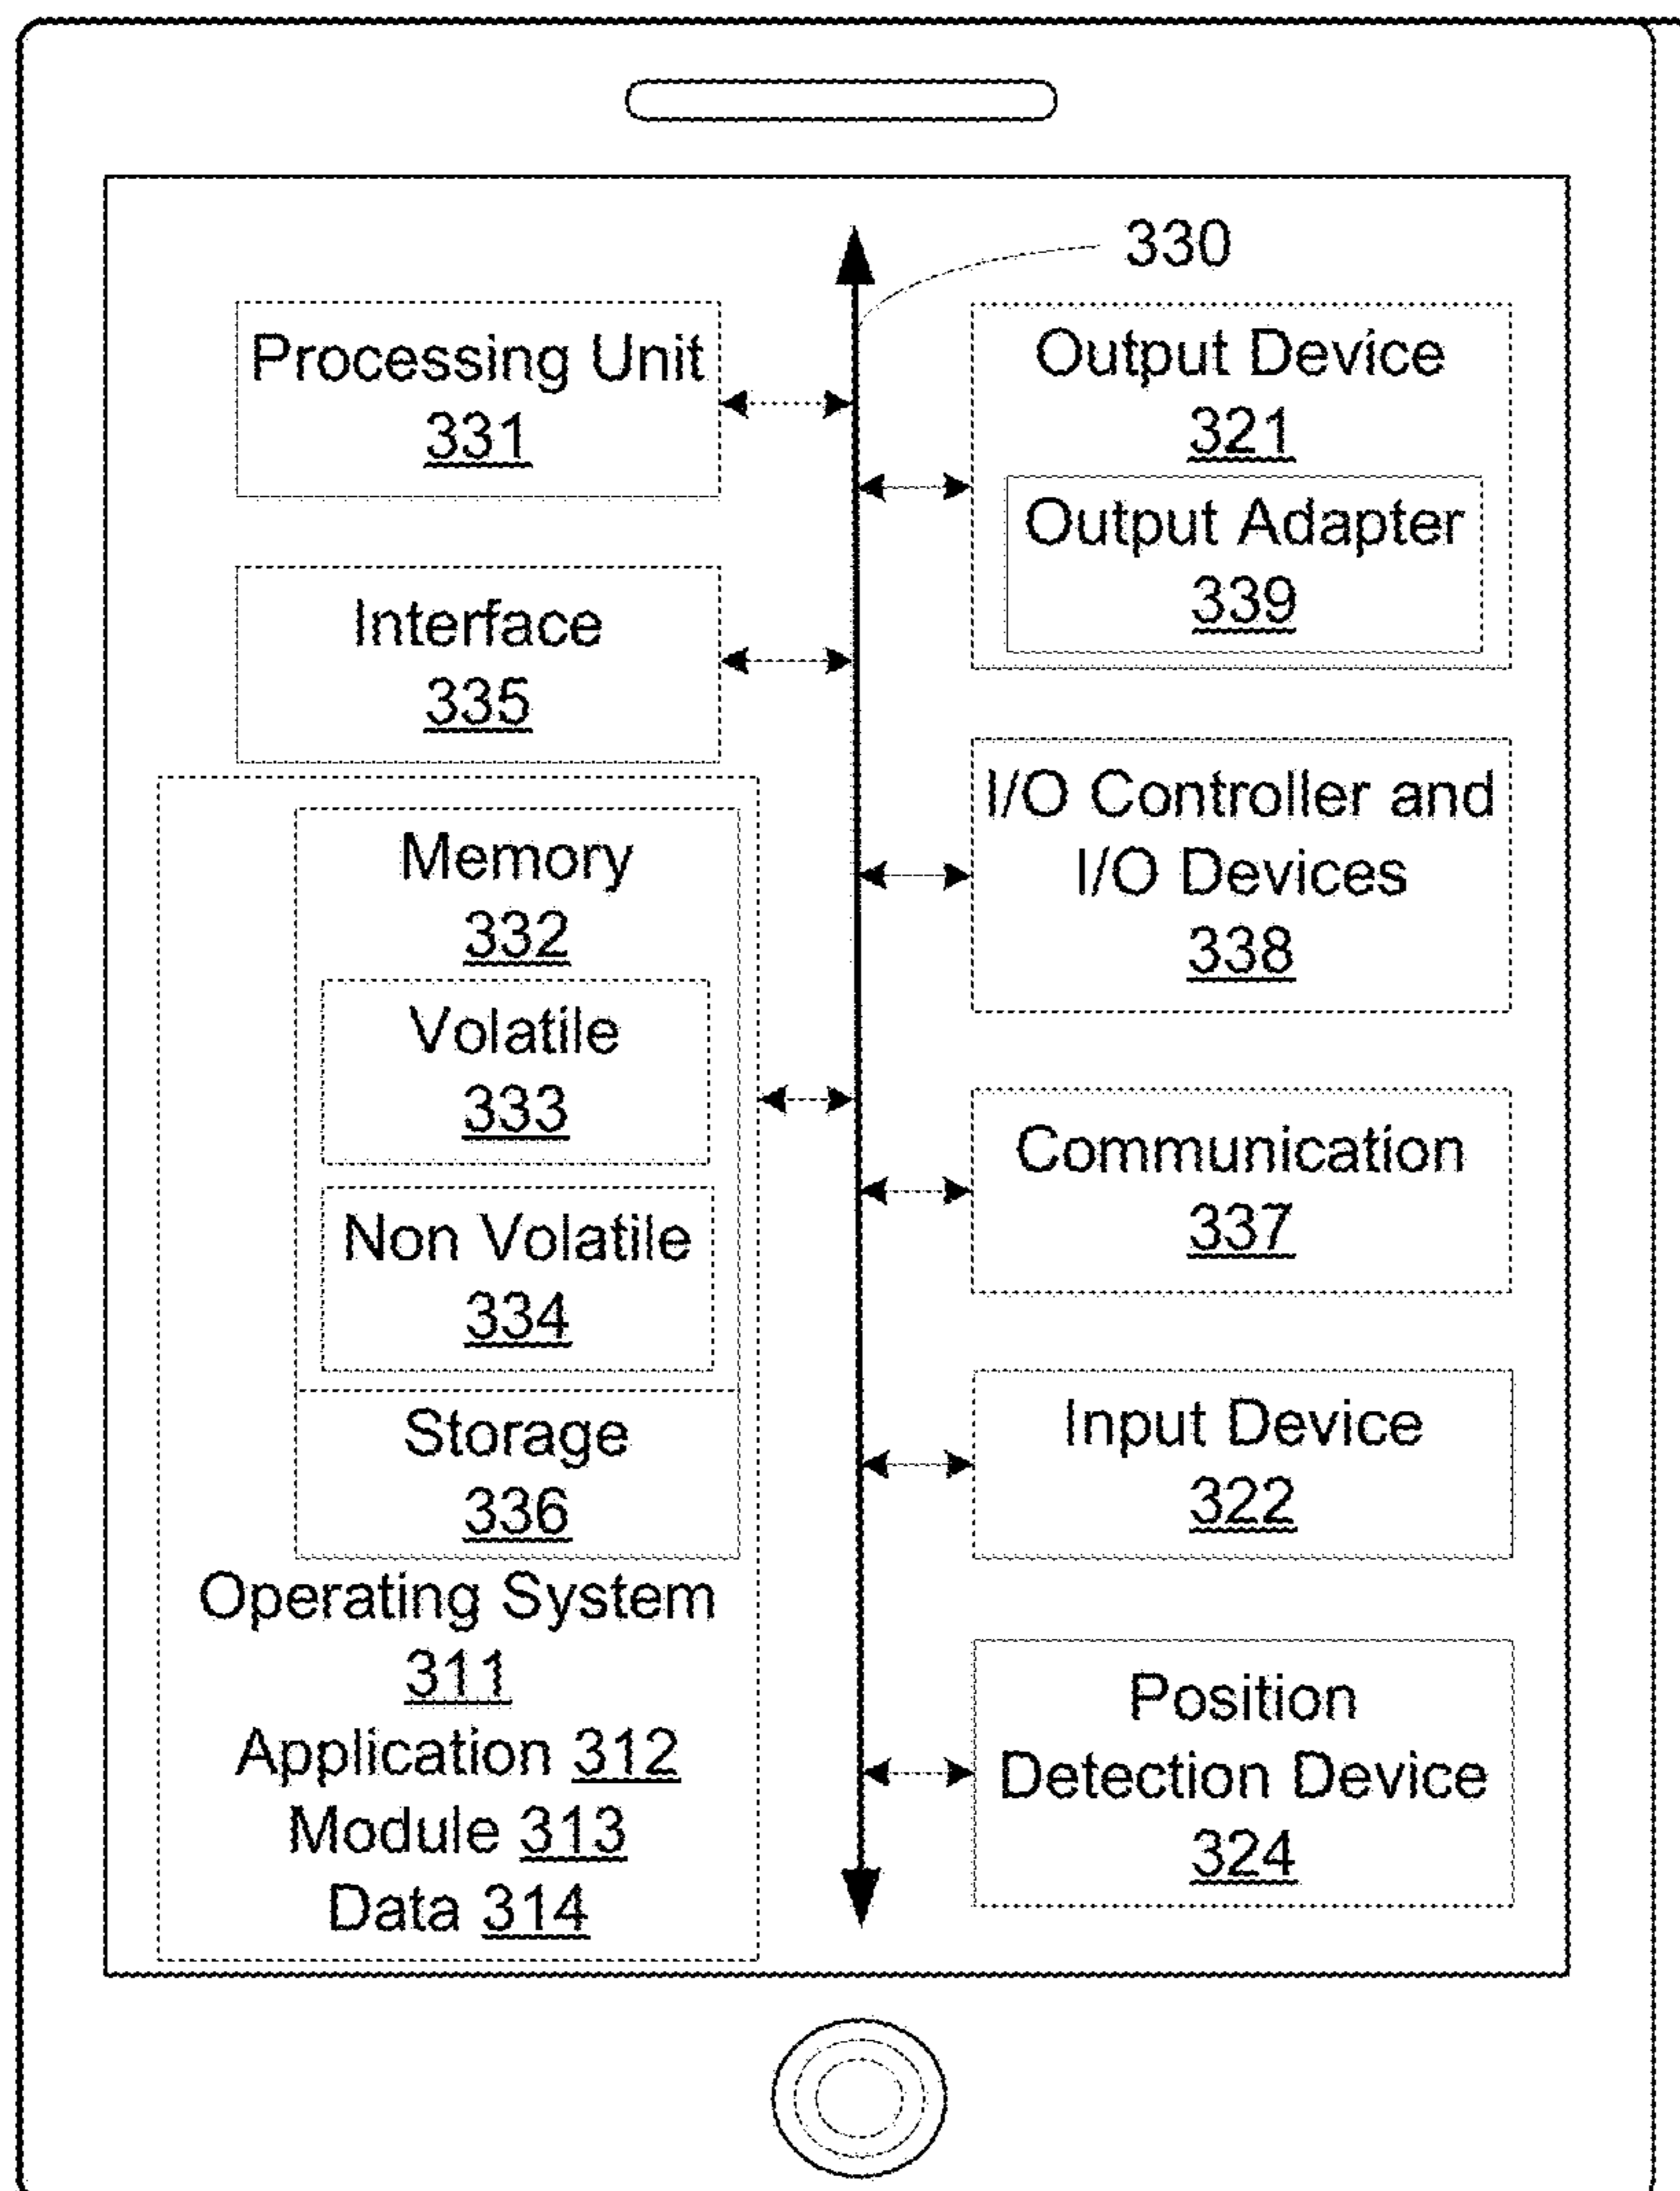 330
Processing Unit
331
Interface
335
Memory
332
Volatile
333
Non Volatile
334
Storage
336
Operating System
311
Application 312
Module 313
Data 314
Output Device
321
Output Adapter
339
I/O Controller and
I/O Devices
338
Communication
337
Input Device
322
Position
Detection Device
324